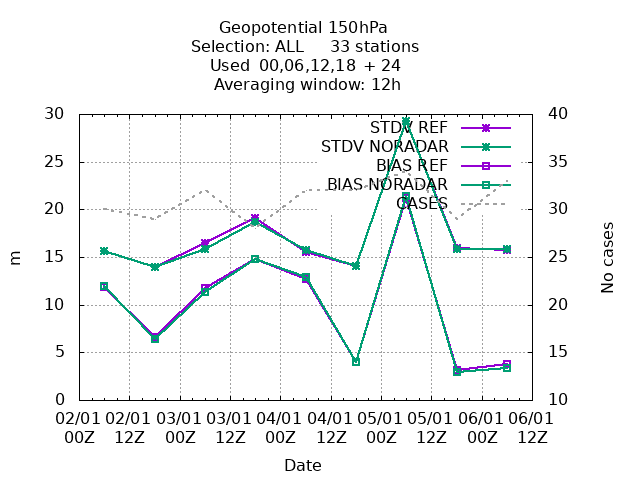 Geopotential 150hPa
Selection: ALL 33 stations
Used 00,06,12,18 + 24
Averaging window: 12h
30 40
STDV REF
STDV NORADAR
25 35
BIAS REF
BIAS NORADAR
20 30
CASES
15 25
10 20
5 15
0 10
m
No cases
02/01 02/01 03/01 03/01 04/01 04/01 05/01 05/01 06/01 06/01
00Z 12Z 00Z 12Z 00Z 12Z 00Z 12Z 00Z 12Z
Date